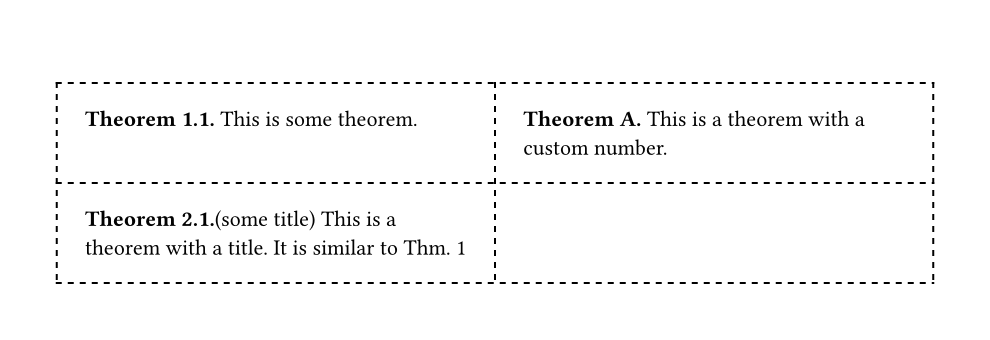 Theorem 1.1. This is some theorem.
Theorem A. This is a theorem with a
custom number.
Theorem 2.1.(some title) This is a
theorem with a title. It is similar to Thm. 1